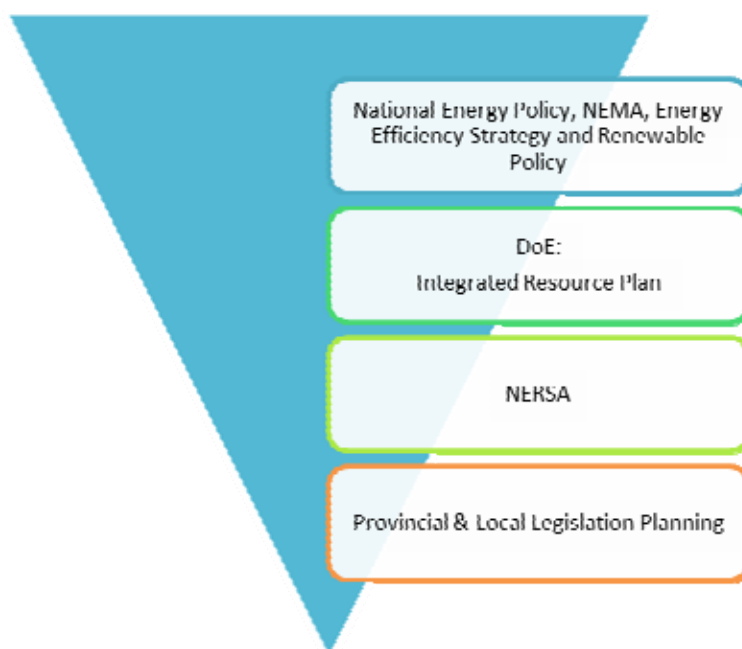 National Energy Policy, NEMA, Energy
Efficiency Strategy and Renewable
Policy
DoE:
Integrated Resource Plan
NERSA
Provincial & Local Legislation Planning